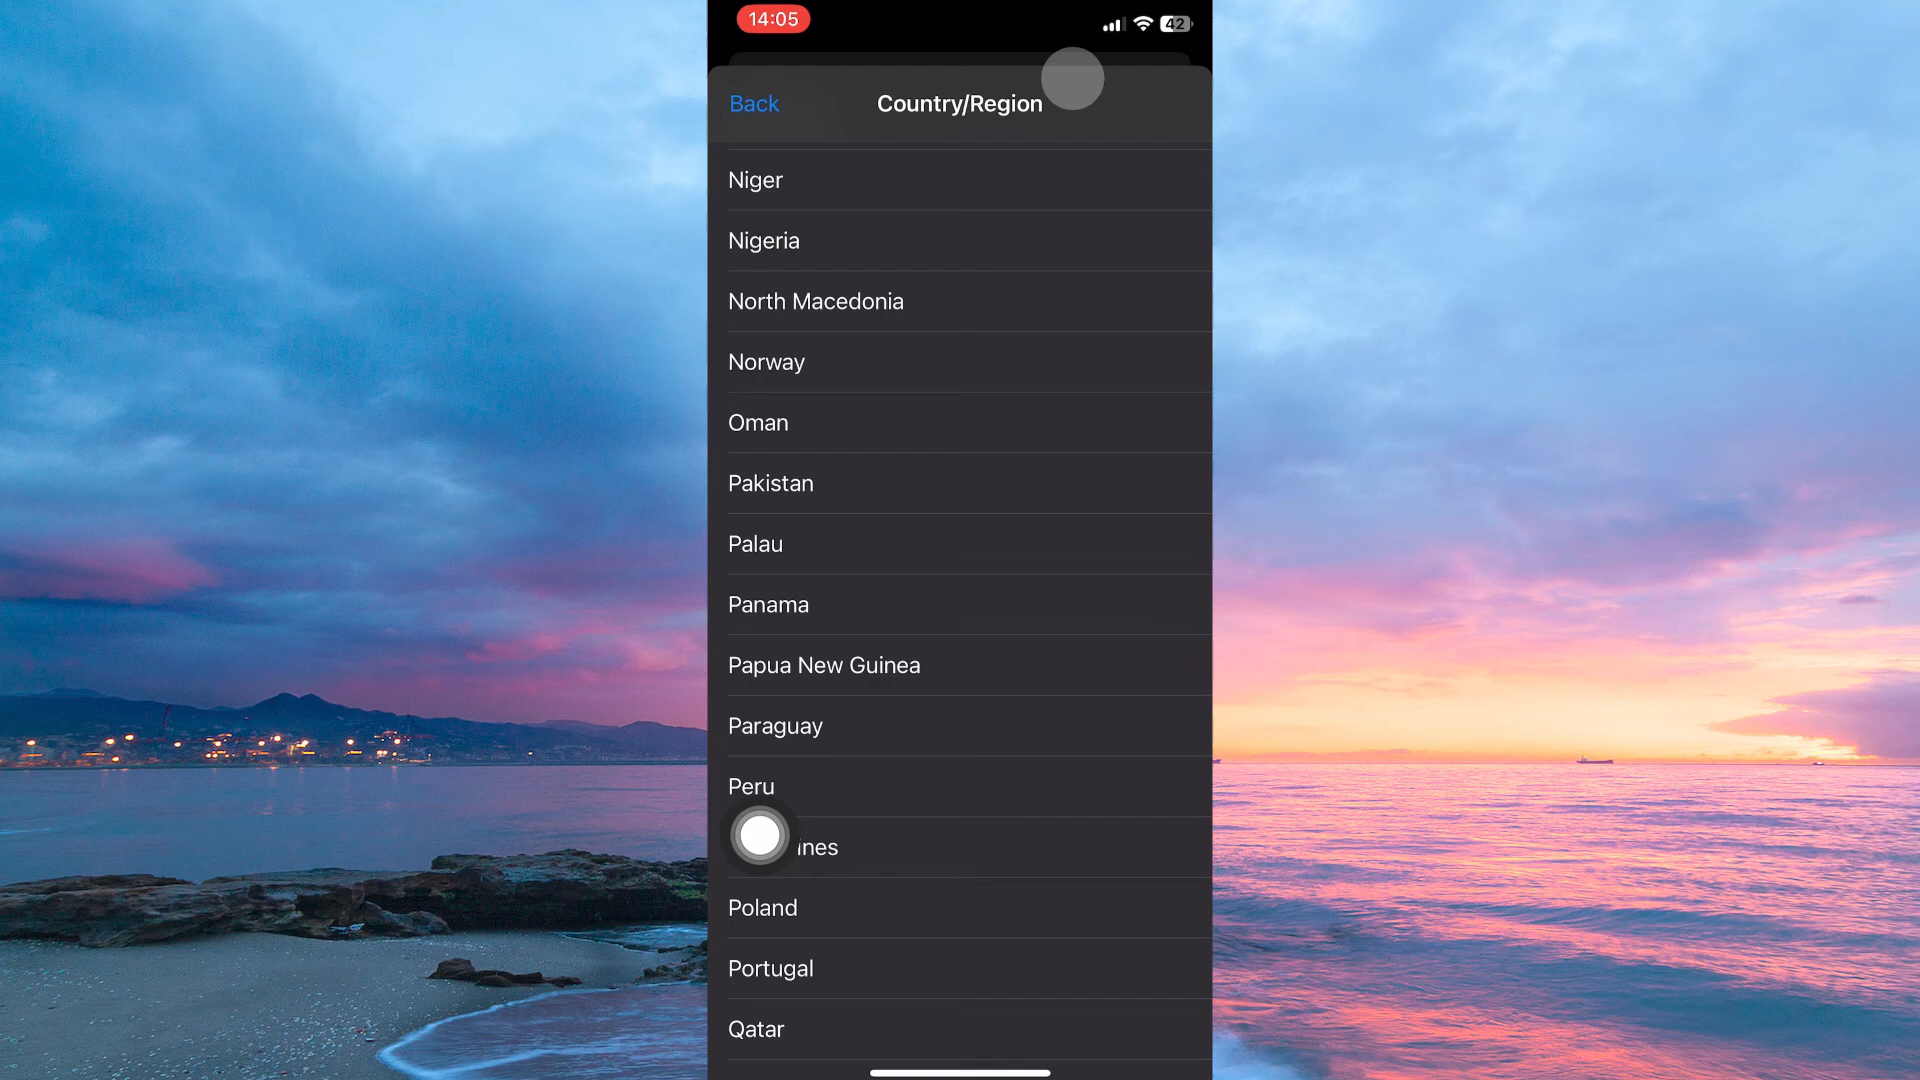 14:05
42
Back
Country/Region
Niger
Nigeria
North Macedonia
Norway
Oman
Pakistan
Palau
Panama
Papua New Guinea
Paraguay
Peru
ines
Poland
Portugal
Qatar